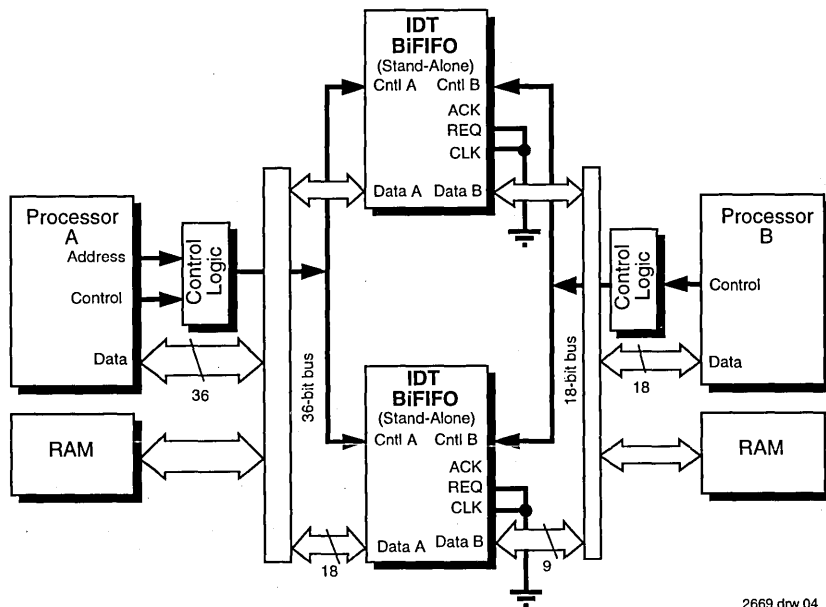 IDT
BiFIFO
(Stand-Alone)
Cntl A Cntl B
ACK
REQ
CLK
Data A Data B
Processor
A
Address
Control
Data
Control
Logic
36
RAM
36-bit bus
18-bit bus
Control
Logic
Processor
B
Control
Data
18
RAM
IDT
BiFIFO
(Stand-Alone)
Cntl A Cntl B
ACK
REQ
CLK
Data A Data B
18
9
2669 drw 04